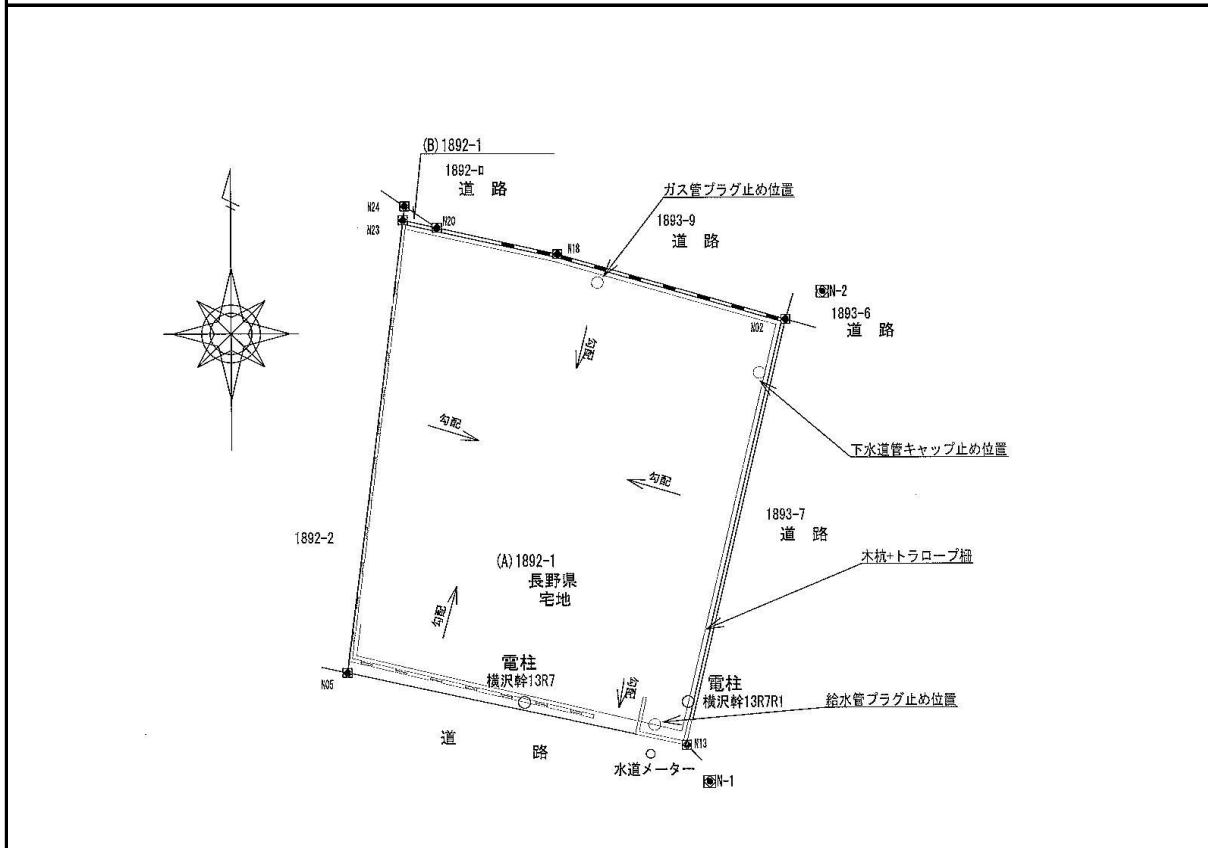 (B)1892-1
1892-ロ
道 路
ガス管プラグ止め位置
N24
N23
N20
N18
1893-9
道 路
N-2
1893-6
道 路
N02
勾配
勾配
下水道管キャップ止め位置
勾配
1893-7
道 路
1892-2
木杭+トラロープ柵
(A)1892-1
長野県
宅地
勾配
電柱
横沢幹13R7
勾配
電柱
横沢幹13R7R1
給水管プラグ止め位置
N05
道 路
N13
水道メーター
N-1